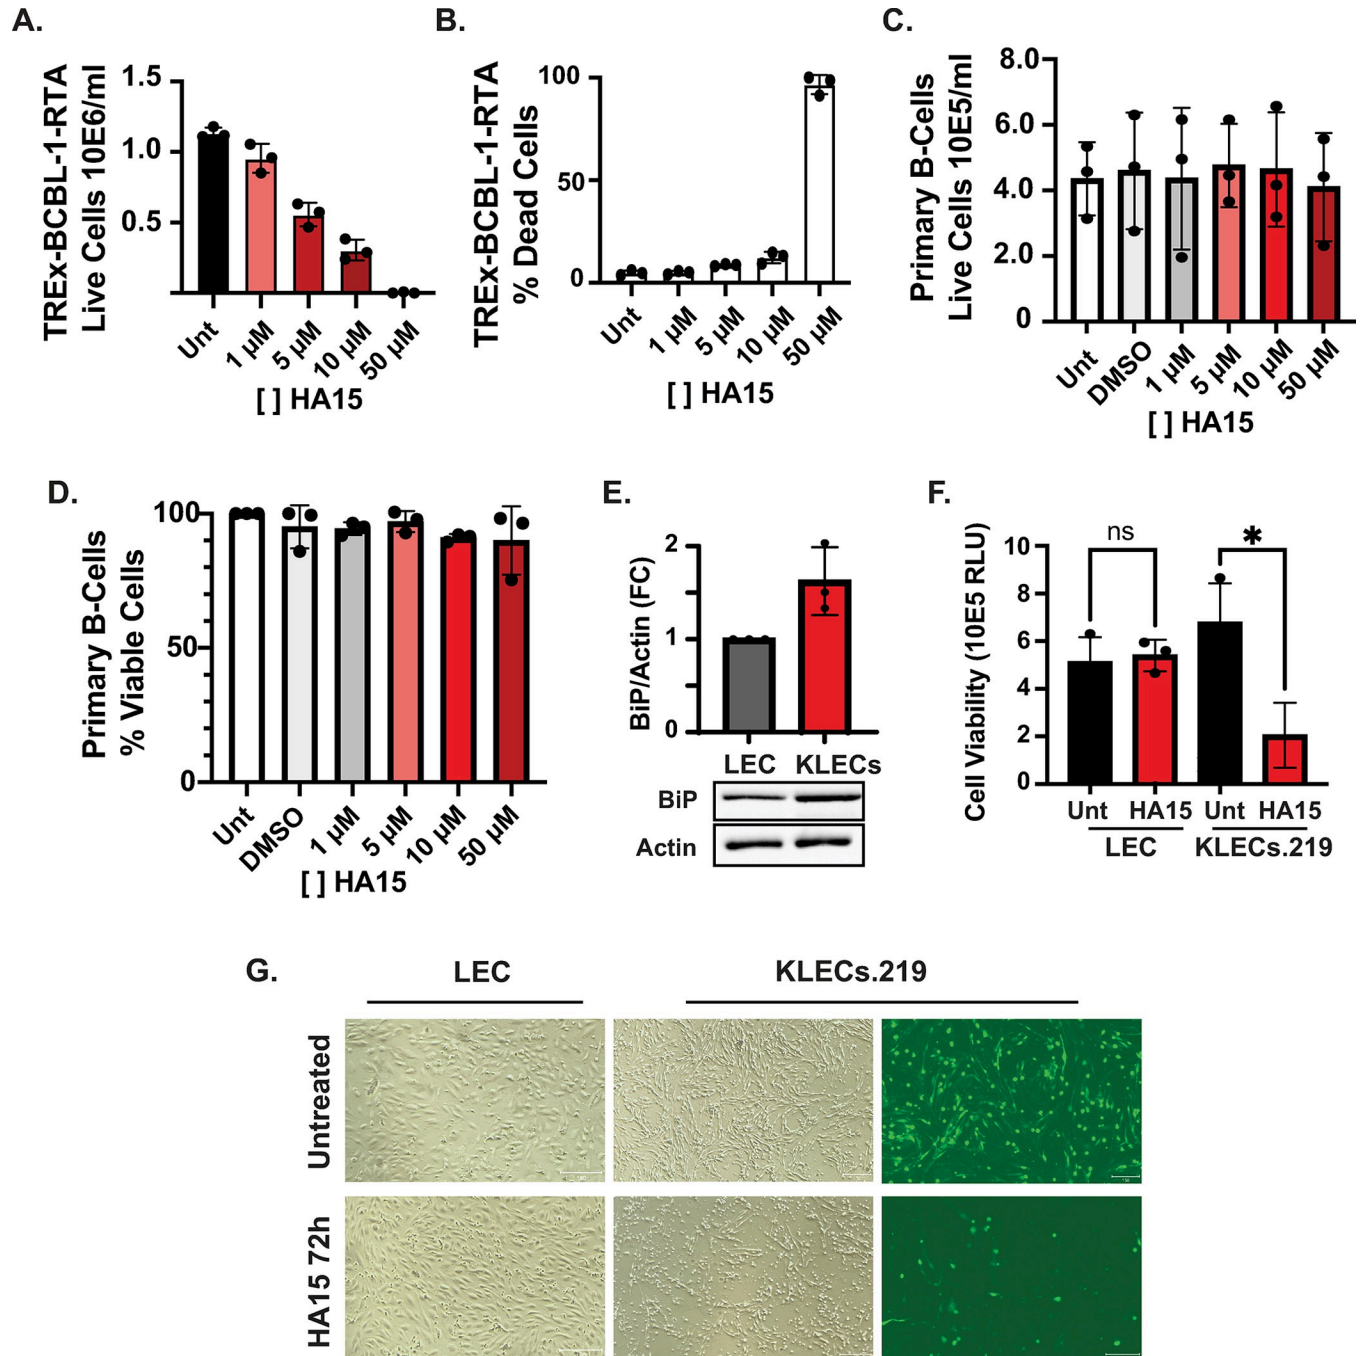 A.
TREx-BCBL-1-RTA
Live Cells 10E6/ml
1.5
1.0
0.5
Unt
1 µM
5 µM
10 µM
50 µM
[ ] HA15
B.
TREx-BCBL-1-RTA
% Dead Cells
100
50
0
Unt
1 µM
5 µM
10 µM
50 µM
[ ] HA15
C.
Primary B-Cells
Live Cells 10E5/ml
8.0
6.0
4.0
2.0
0
Unt
DMSO
1 µM
5 µM
10 µM
50 µM
[ ] HA15
D.
Primary B-Cells
% Viable Cells
100
50
0
Unt
DMSO
1 µM
5 µM
10 µM
50 µM
[ ] HA15
E.
BiP/Actin (FC)
2
1
0
LEC KLECs
BiP
Actin
F.
Cell Viability (10E5 RLU)
10
8
6
4
2
0
ns
*
Unt HA15 Unt HA15
LEC KLECs.219
G.
LEC
KLECs.219
Untreated
HA15 72h